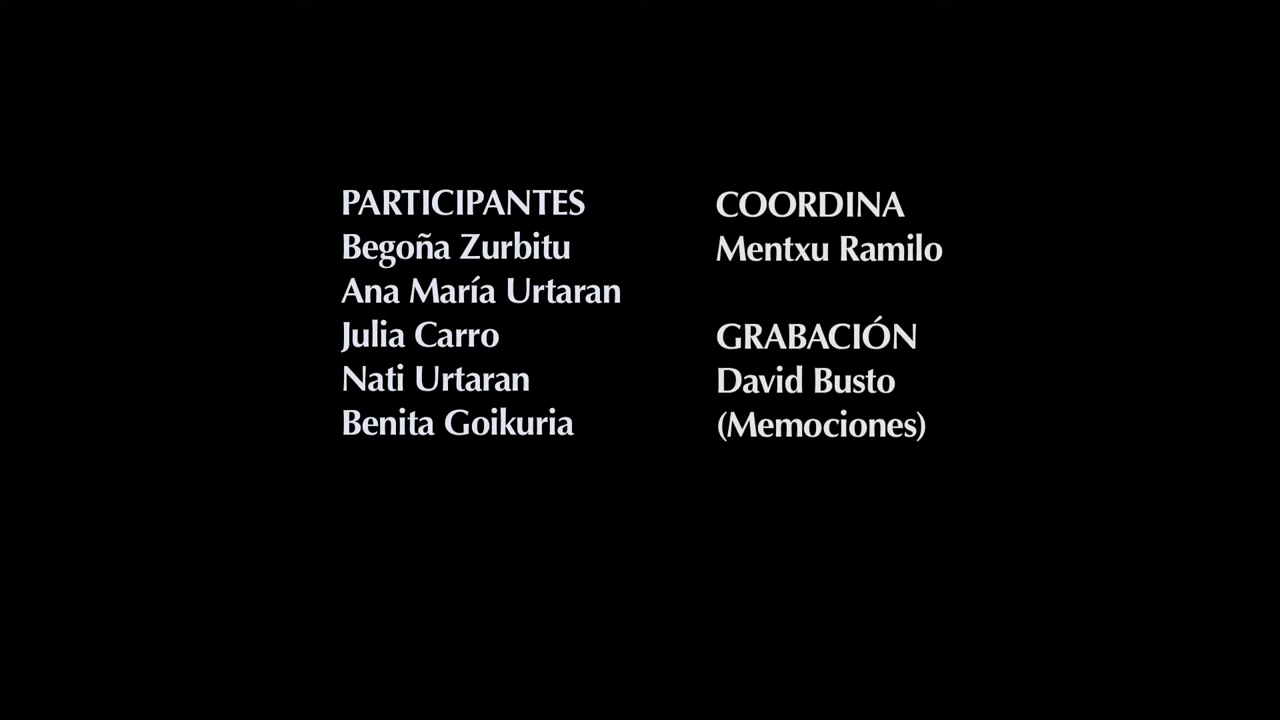 PARTICIPANTES
Begoña Zurbitu
Ana María Urtaran
Julia Carro
Nati Urtaran
Benita Goikuria
COORDINA
Mentxu Ramilo
GRABACIÓN
David Busto
(Memociones)